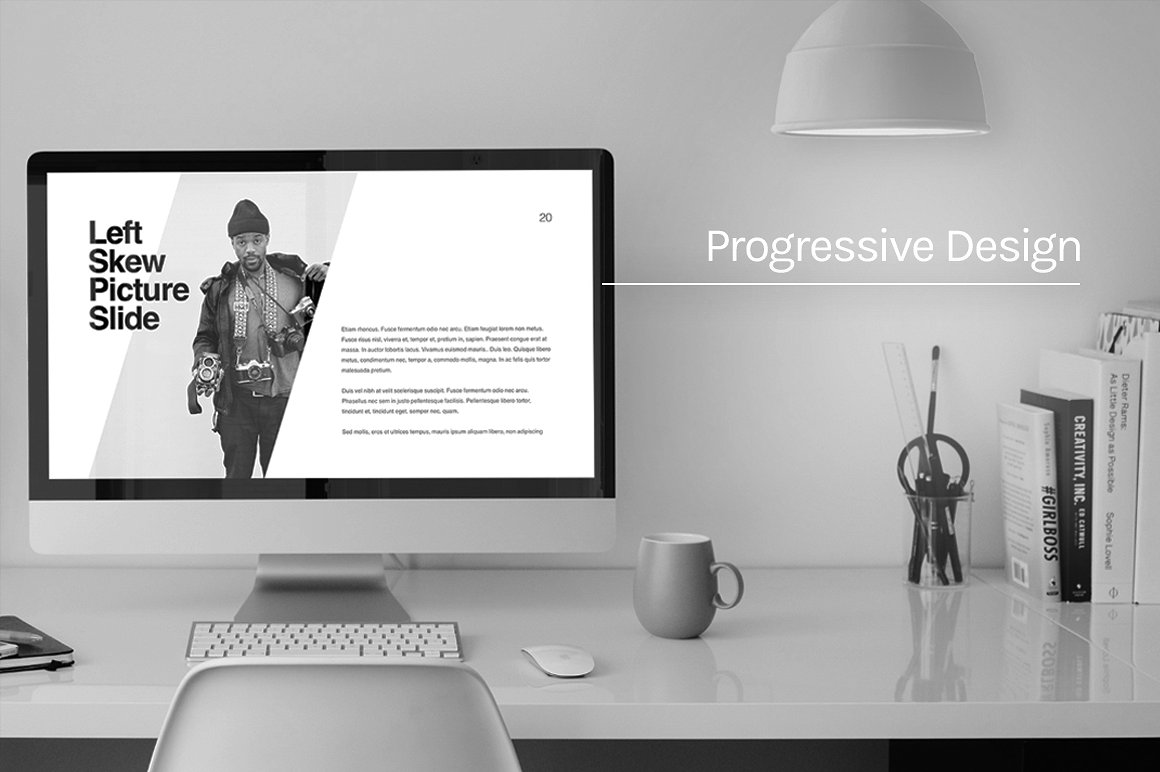 Left
Skew
Picture
Slide
20
Etiam rhoncus. Fusce fermentum odio nec arcu. Etiam feugiat lorem non metus.
Fusce risus nisl, viverra et, tempor et, pretium in, sapien. Praesent congue erat at
massa. In auctor lobortis lacus. Vivamus euismod mauris.. Duis leo. Quisque libero
metus, condimentum nec, tempor a, commodo mollis, magna. In ac felis quis tortor
malesuada pretium.
Duis vel nibh at velit scelerisque suscipit. Fusce fermentum odio nec arcu.
Phasellus nec sem in justo pellentesque facilisis. Pellentesque libero tortor,
tincidunt et, tincidunt eget, semper nec, quam.
Sed mollis, eros et ultrices tempus, mauris ipsum aliquam libero, non adipiscing
Progressive Design
Sophia Amoruso #GIRLBOSS
CREATIVITY, INC. ED CATMULL
Dieter Rams:
As Little Design as Possible Sophie Lovell